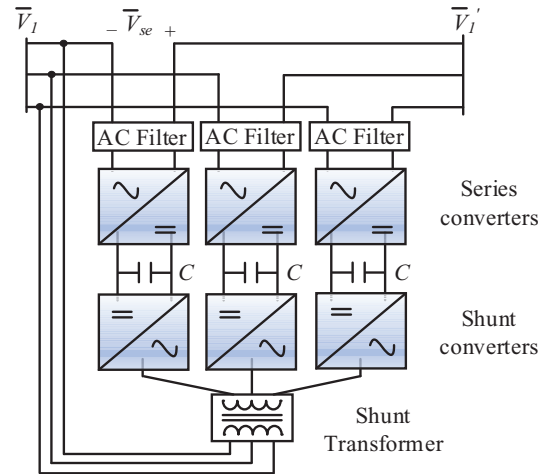 V̅₁
− V̅se +
V̅₁′
AC Filter
AC Filter
AC Filter
Series
converters
C
C
C
Shunt
converters
Shunt
Transformer